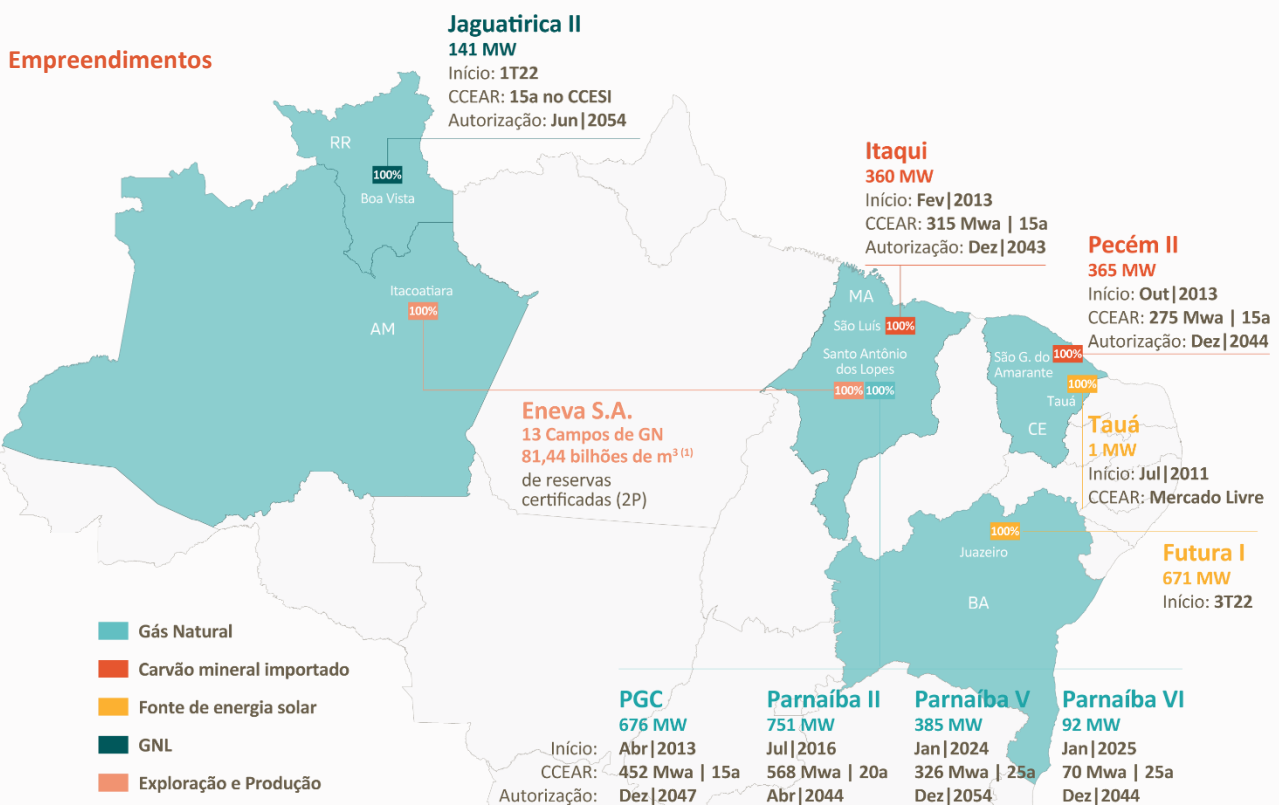 Empreendimentos
Jaguatirica II
141 MW
Início: 1T22
CCEAR: 15a no CCESI
Autorização: Jun|2054
RR
100%
Boa Vista
Itacoatiara
100%
AM
Itaqui
360 MW
Início: Fev|2013
CCEAR: 315 Mwa | 15a
Autorização: Dez|2043
Pecém II
365 MW
Início: Out|2013
CCEAR: 275 Mwa | 15a
Autorização: Dez|2044
MA
São Luís 100%
Santo Antônio
dos Lopes
100% 100%
São G. do
Amarante
100%
100%
Tauá
CE
Eneva S.A.
13 Campos de GN
81,44 bilhões de m³ (1)
de reservas
certificadas (2P)
Tauá
1 MW
Início: Jul|2011
CCEAR: Mercado Livre
100%
Juazeiro
BA
Futura I
671 MW
Início: 3T22
Gás Natural
Carvão mineral importado
Fonte de energia solar
GNL
Exploração e Produção
PGC Parnaíba II Parnaíba V Parnaíba VI
676 MW 751 MW 385 MW 92 MW
Início: Abr|2013 Jul|2016 Jan|2024 Jan|2025
CCEAR: 452 Mwa | 15a 568 Mwa | 20a 326 Mwa | 25a 70 Mwa | 25a
Autorização: Dez|2047 Abr|2044 Dez|2054 Dez|2044